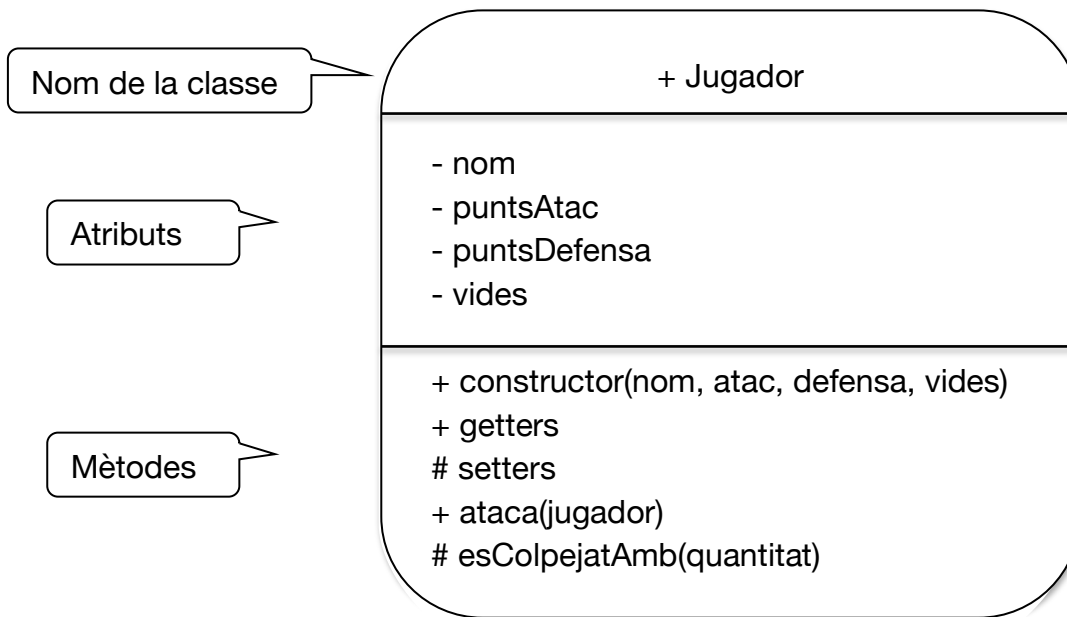 Nom de la classe
+ Jugador
Atributs
- nom
- puntsAtac
- puntsDefensa
- vides
Mètodes
+ constructor(nom, atac, defensa, vides)
+ getters
# setters
+ ataca(jugador)
# esColpejatAmb(quantitat)